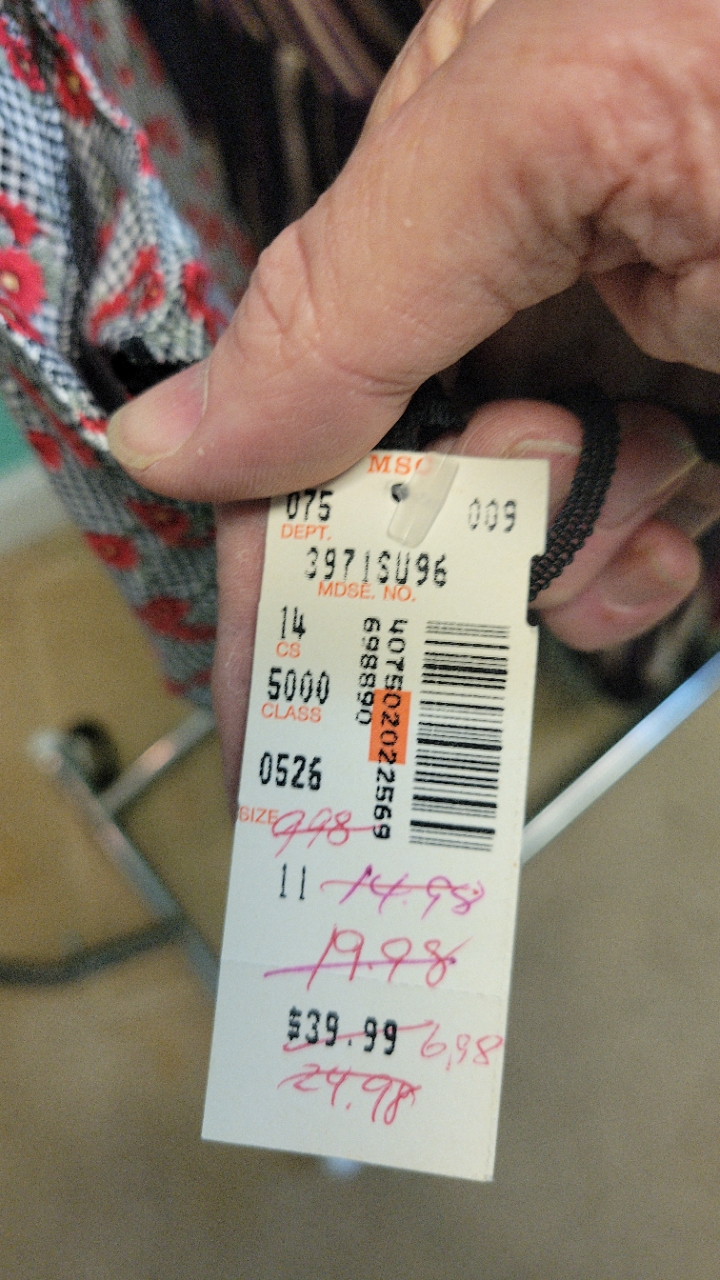 MSC
075 009
DEPT.
3971SU96
MDSE. NO.
14
CS
5000
CLASS
0526
407502022569
698890
SIZE 9.98
11 14.98
19.98
$39.99 6.98
24.98